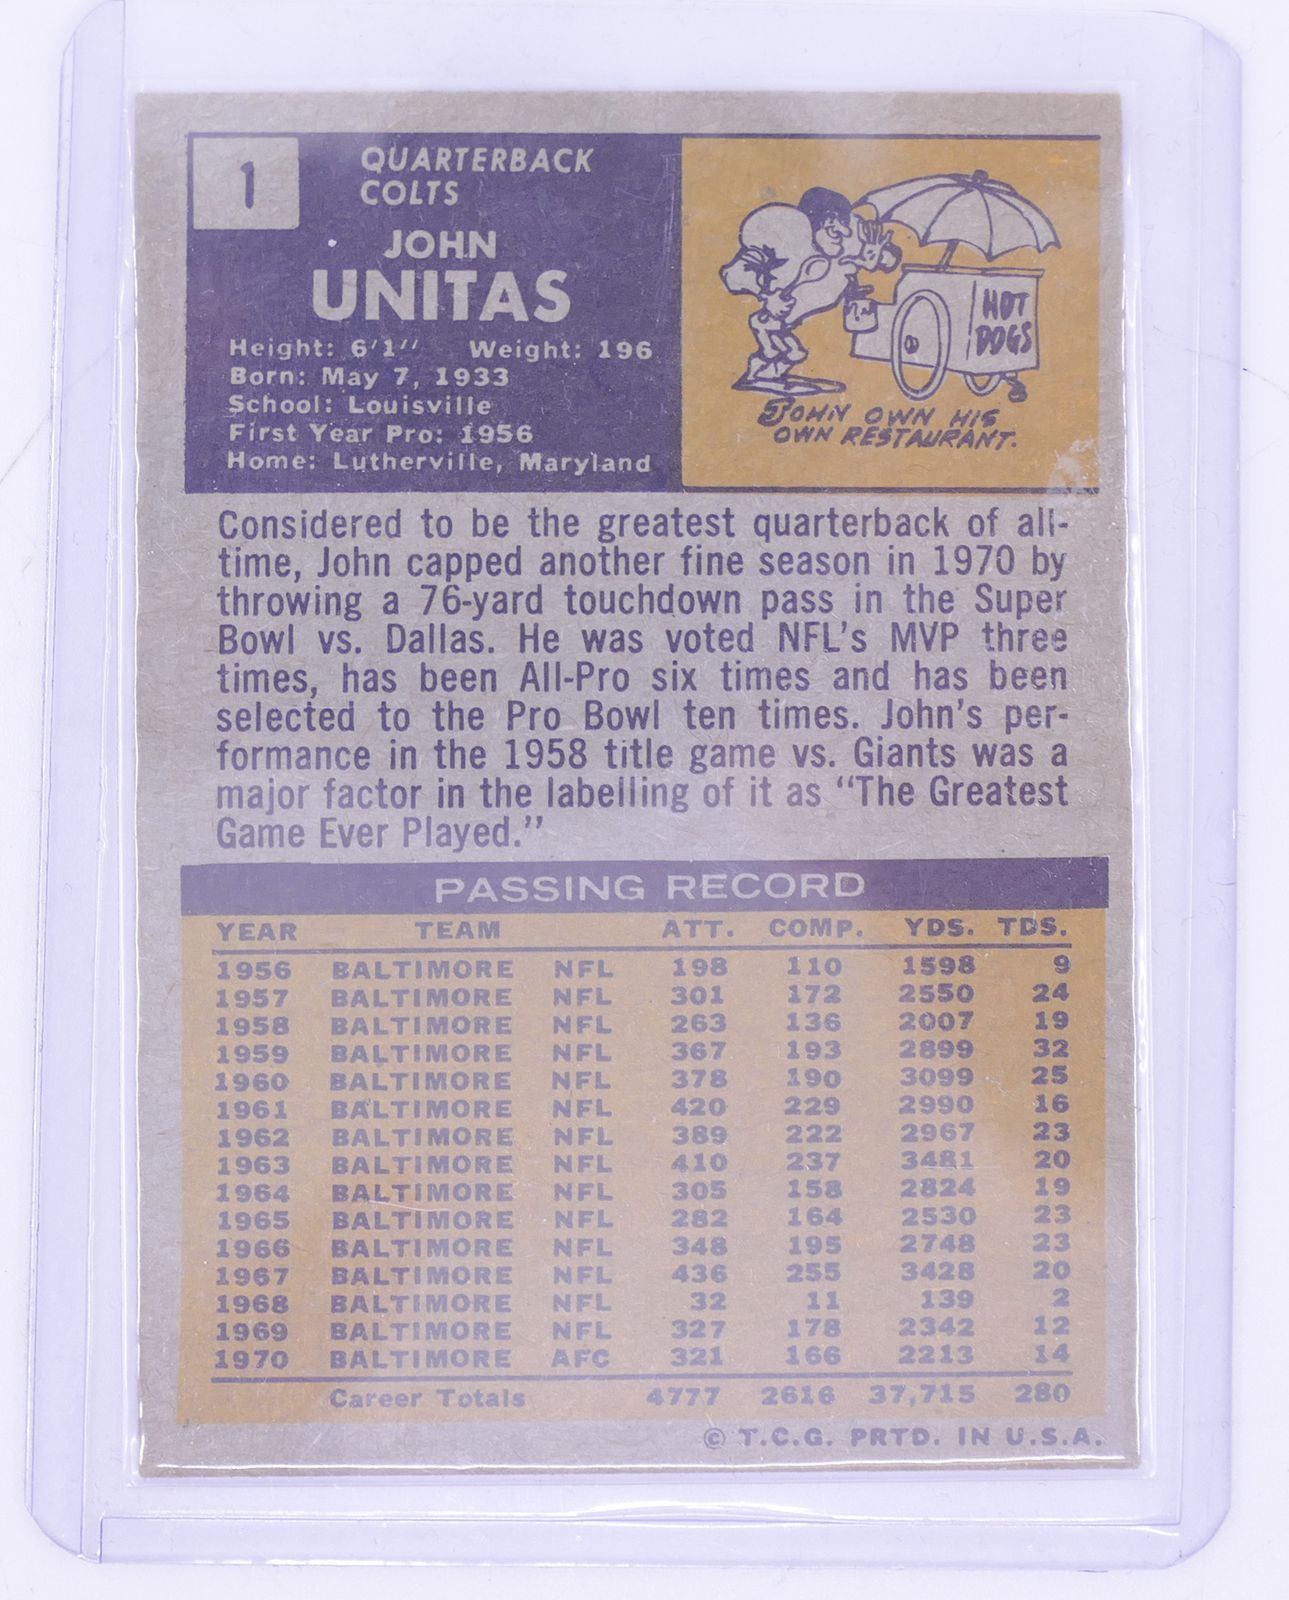 1
QUARTERBACK
COLTS
JOHN
UNITAS
Height: 6'1" Weight: 196
Born: May 7, 1933
School: Louisville
First Year Pro: 1956
Home: Lutherville, Maryland
HOT
DOGS
JOHN OWN HIS
OWN RESTAURANT.
Considered to be the greatest quarterback of all-
time, John capped another fine season in 1970 by
throwing a 76-yard touchdown pass in the Super
Bowl vs. Dallas. He was voted NFL's MVP three
times, has been All-Pro six times and has been
selected to the Pro Bowl ten times. John's per-
formance in the 1958 title game vs. Giants was a
major factor in the labelling of it as "The Greatest
Game Ever Played."
PASSING RECORD
YEAR TEAM ATT. COMP. YDS. TDS.
1956 BALTIMORE NFL 198 110 1598 9
1957 BALTIMORE NFL 301 172 2550 24
1958 BALTIMORE NFL 263 136 2007 19
1959 BALTIMORE NFL 367 193 2899 32
1960 BALTIMORE NFL 378 190 3099 25
1961 BALTIMORE NFL 420 229 2990 16
1962 BALTIMORE NFL 389 222 2967 23
1963 BALTIMORE NFL 410 237 3481 20
1964 BALTIMORE NFL 305 158 2824 19
1965 BALTIMORE NFL 282 164 2530 23
1966 BALTIMORE NFL 348 195 2748 23
1967 BALTIMORE NFL 436 255 3428 20
1968 BALTIMORE NFL 32 11 139 2
1969 BALTIMORE NFL 327 178 2342 12
1970 BALTIMORE AFC 321 166 2213 14
Career Totals 4777 2616 37,715 280
© T.C.G. PRTD. IN U.S.A.